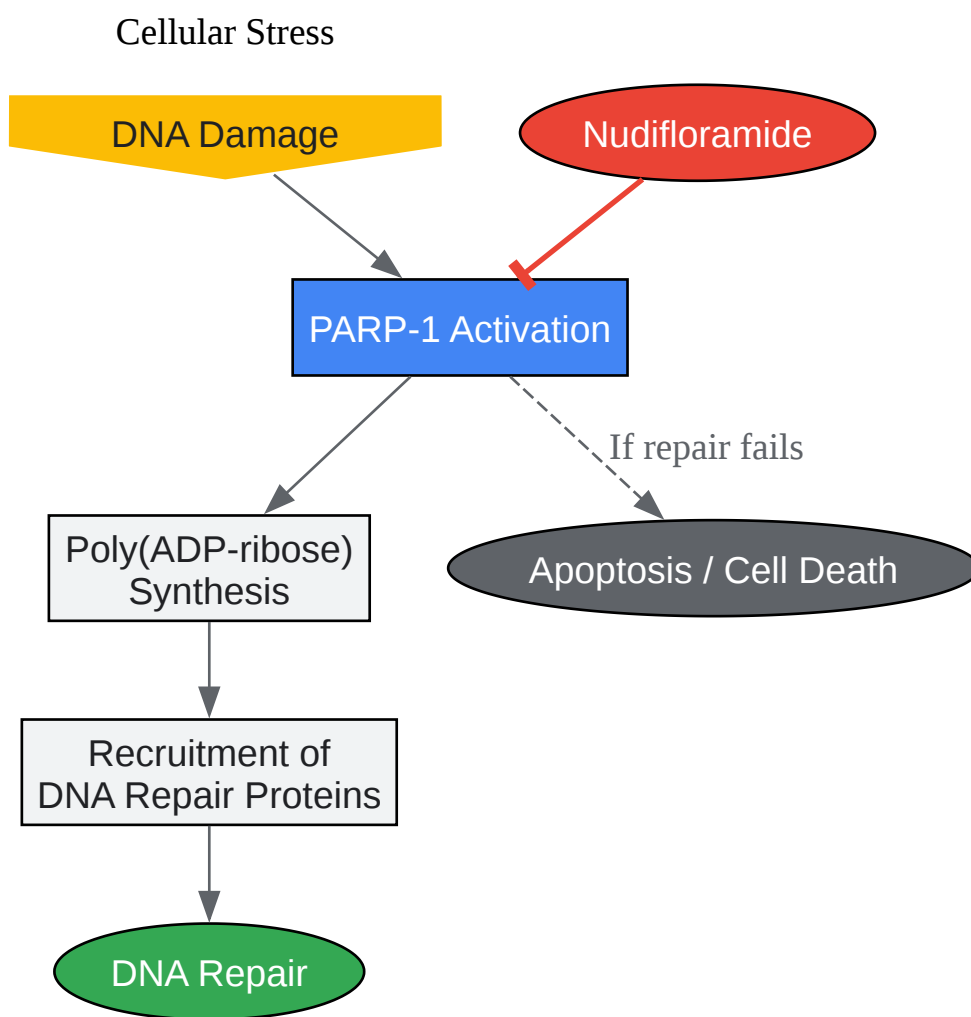 Cellular Stress
DNA Damage
Nudifloramide
PARP-1 Activation
If repair fails
Poly(ADP-ribose)
Synthesis
Apoptosis / Cell Death
Recruitment of
DNA Repair Proteins
DNA Repair